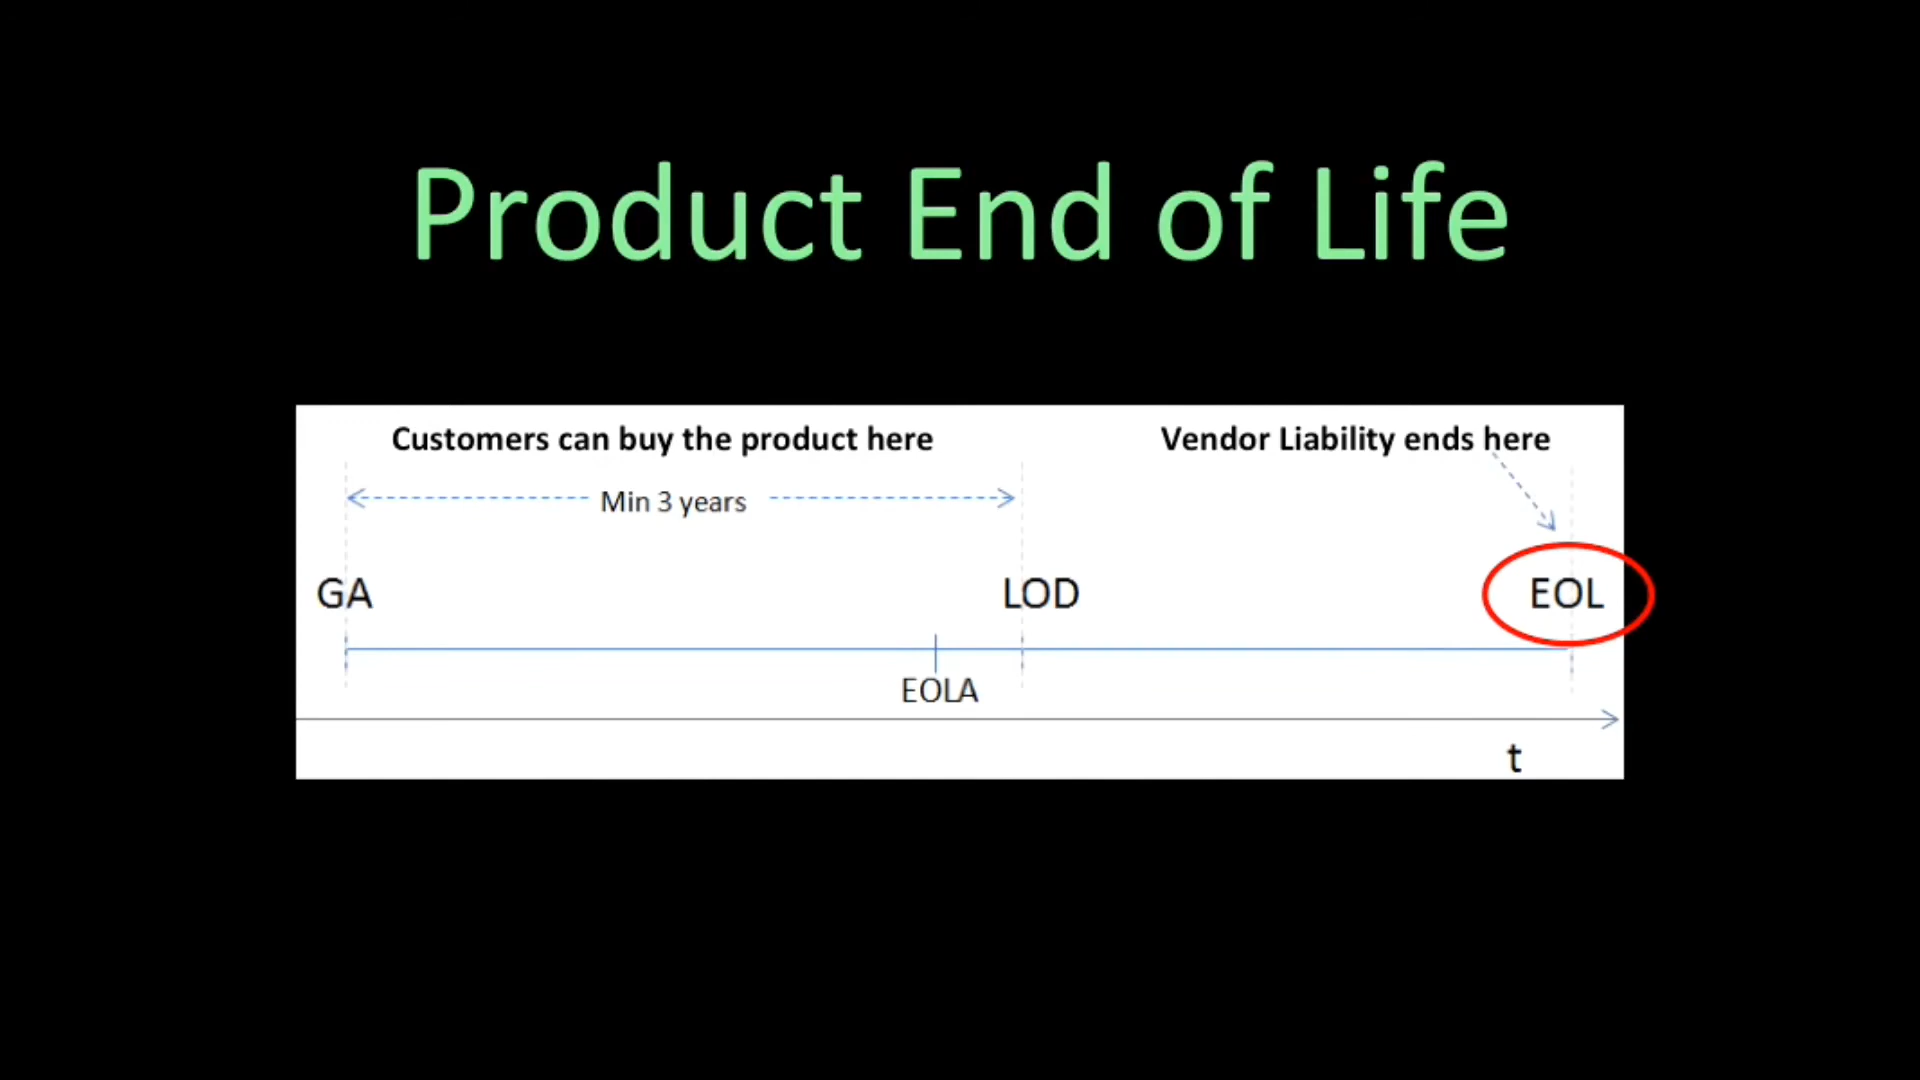 Product End of Life
Customers can buy the product here
Vendor Liability ends here
Min 3 years
GA
LOD
EOL
EOLA
t